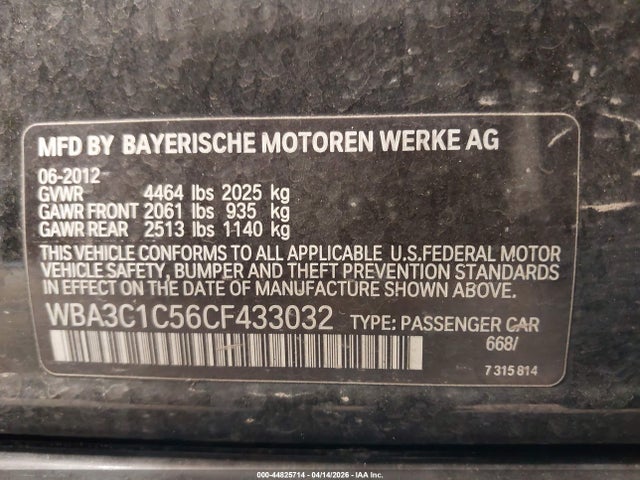 MFD BY BAYERISCHE MOTOREN WERKE AG
06-2012
GVWR 4464 lbs 2025 kg
GAWR FRONT 2061 lbs 935 kg
GAWR REAR 2513 lbs 1140 kg
THIS VEHICLE CONFORMS TO ALL APPLICABLE U.S.FEDERAL MOTOR
VEHICLE SAFETY, BUMPER AND THEFT PREVENTION STANDARDS
IN EFFECT ON THE DATE OF MANUFACTURE SHOWN ABOVE.
WBA3C1C56CF433032 TYPE: PASSENGER CAR
668/
7 315 814
000-44825714 - 04/14/2026 - IAA Inc.